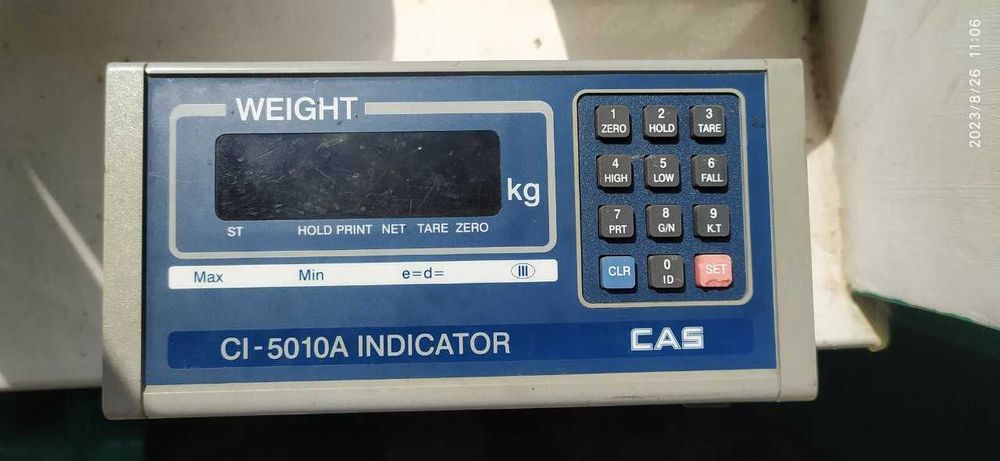 WEIGHT
kg
ST HOLD PRINT NET TARE ZERO
Max Min e=d= III
CI-5010A INDICATOR
CAS
1 2 3
ZERO HOLD TARE
4 5 6
HIGH LOW FALL
7 8 9
PRT G/N K.T
CLR 0 SET
ID
2023/8/26 11:06